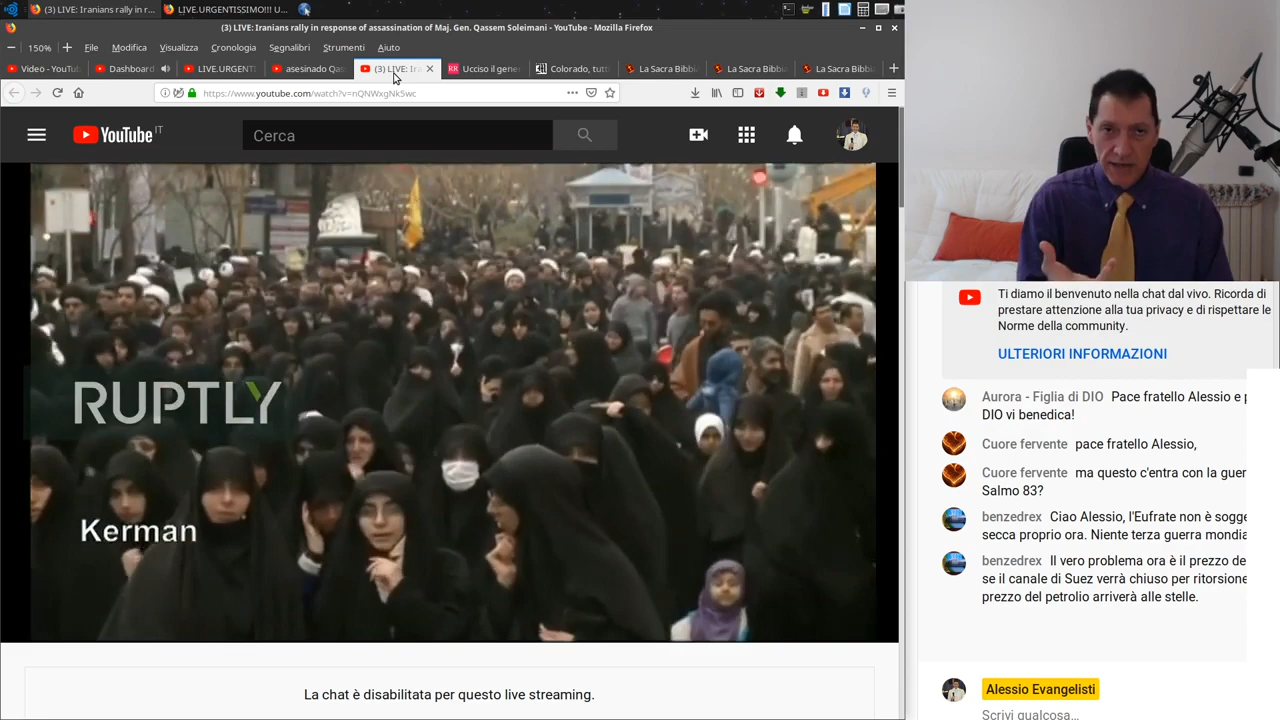 (3) LIVE: Iranians rally in r...
LIVE.URGENTISSIMO!!! U...
(3) LIVE: Iranians rally in response of assassination of Maj. Gen. Qassem Soleimani - YouTube - Mozilla Firefox
150%
File
Modifica
Visualizza
Cronologia
Segnalibri
Strumenti
Aiuto
Video - YouTu
Dashboard
LIVE.URGENTI
asesinado Qas
(3) LIVE: Ira
Ucciso il gene
Colorado, tutt
La Sacra Bibbi
La Sacra Bibbi
La Sacra Bibbi
https://www.youtube.com/watch?v=nQNWxgNk5wc
YouTube IT
Cerca
RUPTLY
Kerman
La chat è disabilitata per questo live streaming.
Ti diamo il benvenuto nella chat dal vivo. Ricorda di
prestare attenzione alla tua privacy e di rispettare le
Norme della community.
ULTERIORI INFORMAZIONI
Aurora - Figlia di DIO Pace fratello Alessio e p
DIO vi benedica!
Cuore fervente pace fratello Alessio,
Cuore fervente ma questo c'entra con la guer
Salmo 83?
benzedrex Ciao Alessio, l'Eufrate non è sogge
secca proprio ora. Niente terza guerra mondia
benzedrex Il vero problema ora è il prezzo de
se il canale di Suez verrà chiuso per ritorsione
prezzo del petrolio arriverà alle stelle.
Alessio Evangelisti
Scrivi qualcosa...